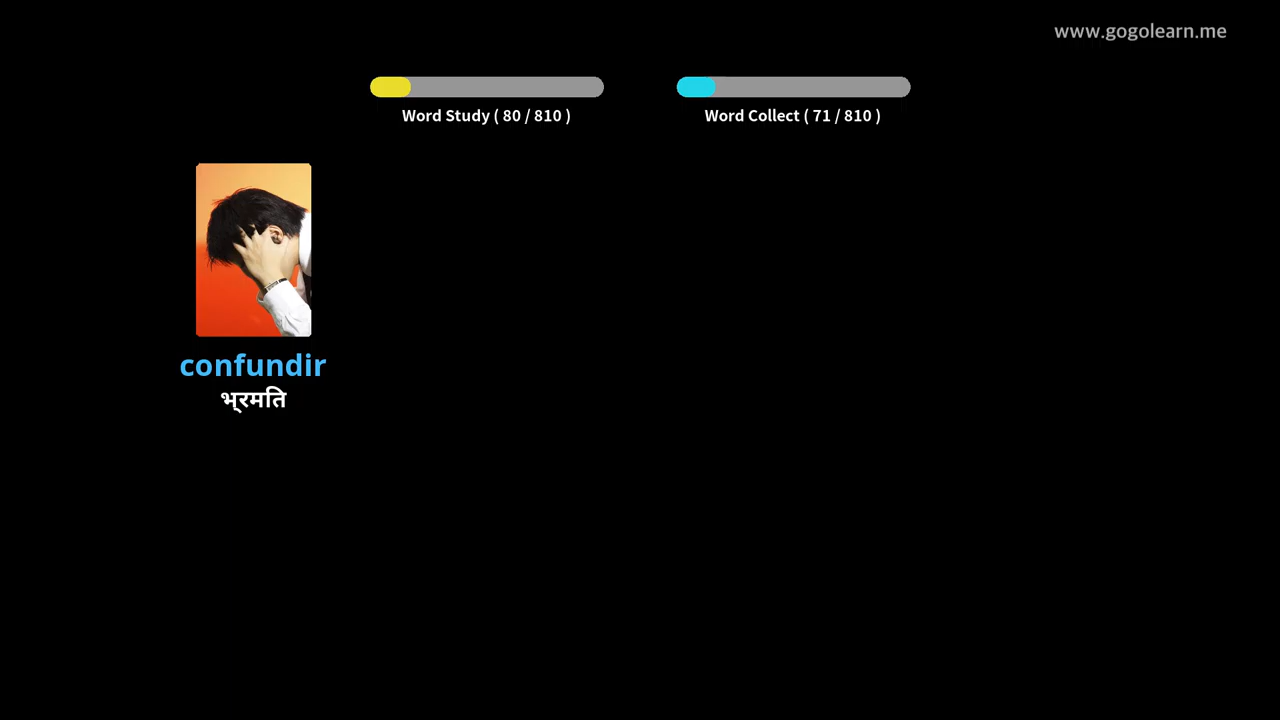 www.gogolearn.me
Word Study ( 80 / 810 )
Word Collect ( 71 / 810 )
confundir
भ्रमति